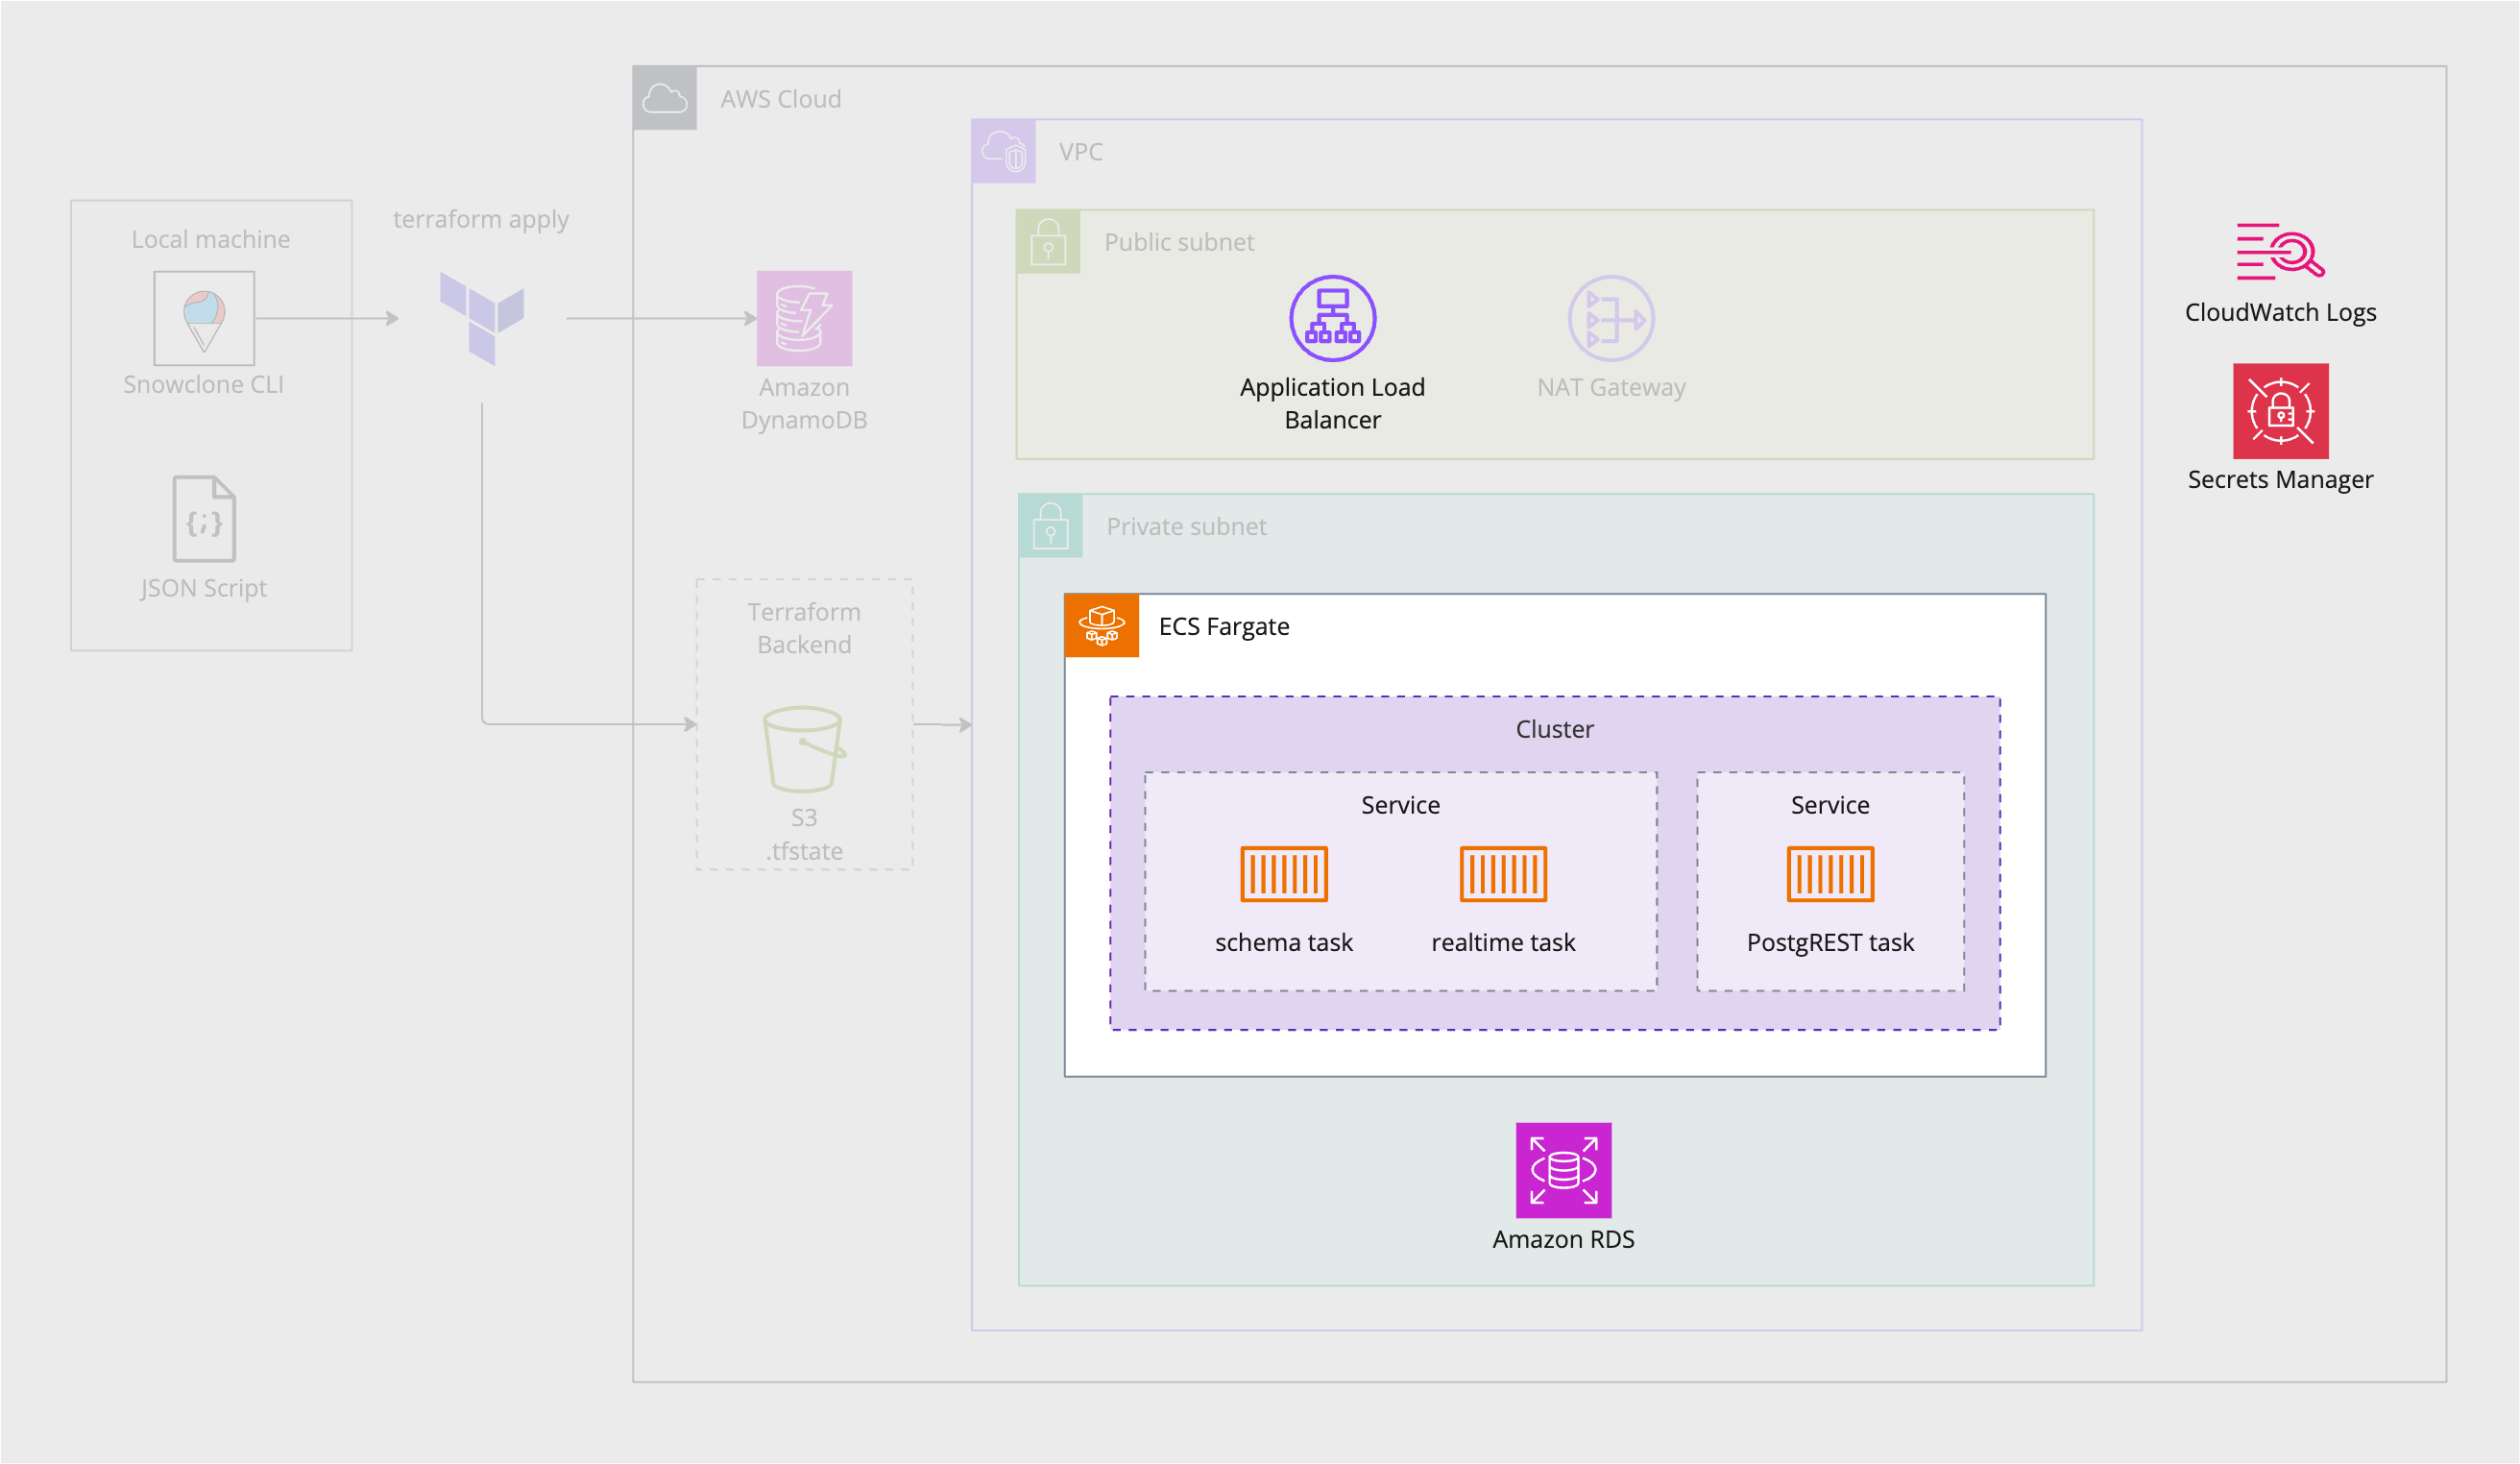 AWS Cloud
VPC
Local machine
Snowclone CLI
{;}
JSON Script
terraform apply
Amazon
DynamoDB
Terraform
Backend
S3
.tfstate
Public subnet
Application Load
Balancer
NAT Gateway
Private subnet
ECS Fargate
Cluster
Service
schema task
realtime task
Service
PostgREST task
Amazon RDS
CloudWatch Logs
Secrets Manager